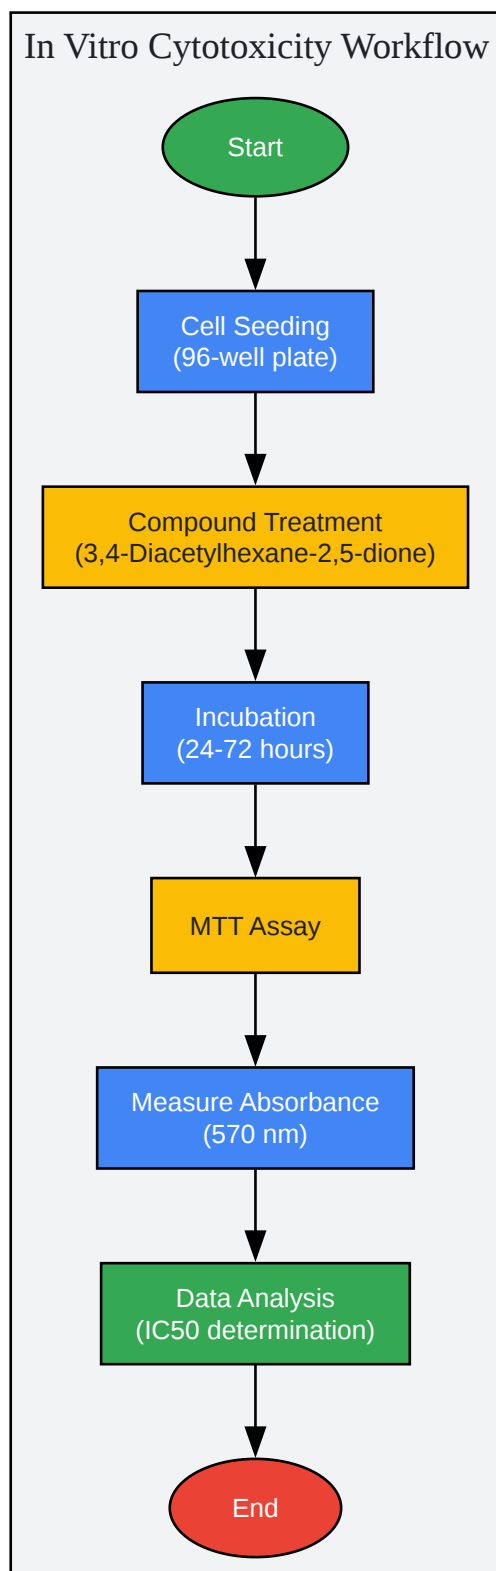 In Vitro Cytotoxicity Workflow
Start
Cell Seeding
(96-well plate)
Compound Treatment
(3,4-Diacetylhexane-2,5-dione)
Incubation
(24-72 hours)
MTT Assay
Measure Absorbance
(570 nm)
Data Analysis
(IC50 determination)
End